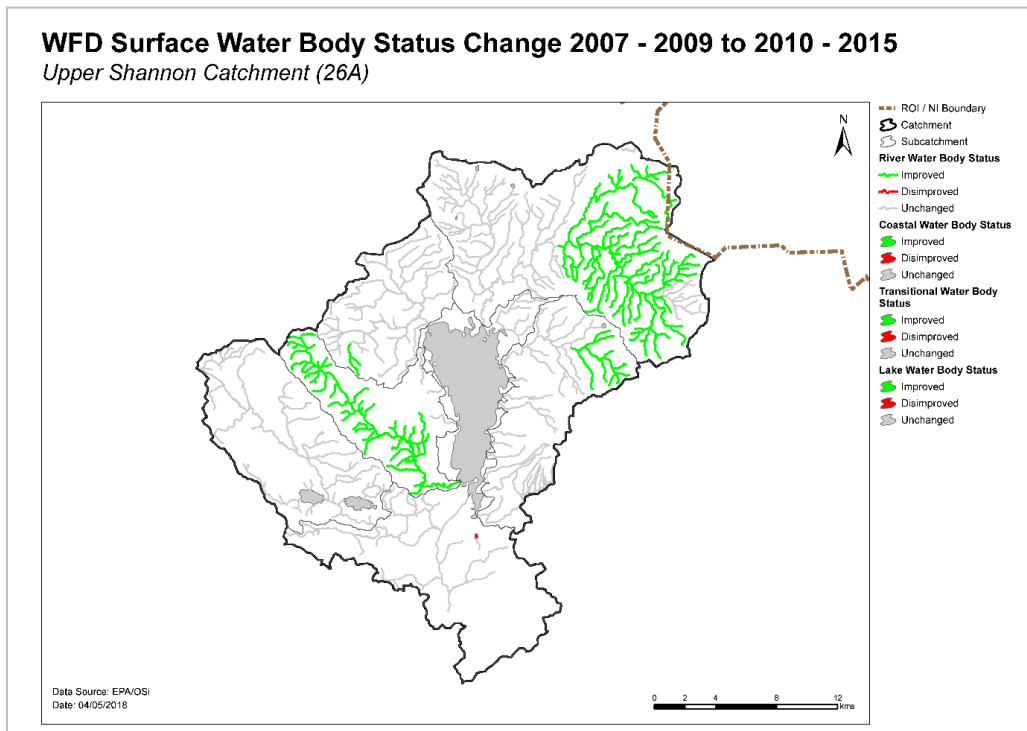 WFD Surface Water Body Status Change 2007 - 2009 to 2010 - 2015
Upper Shannon Catchment (26A)
N
ROI / NI Boundary
Catchment
Subcatchment
River Water Body Status
Improved
Disimproved
Unchanged
Coastal Water Body Status
Improved
Disimproved
Unchanged
Transitional Water Body
Status
Improved
Disimproved
Unchanged
Lake Water Body Status
Improved
Disimproved
Unchanged
Data Source: EPA/OSi
Date: 04/05/2018
0 2 4 8 12
kms